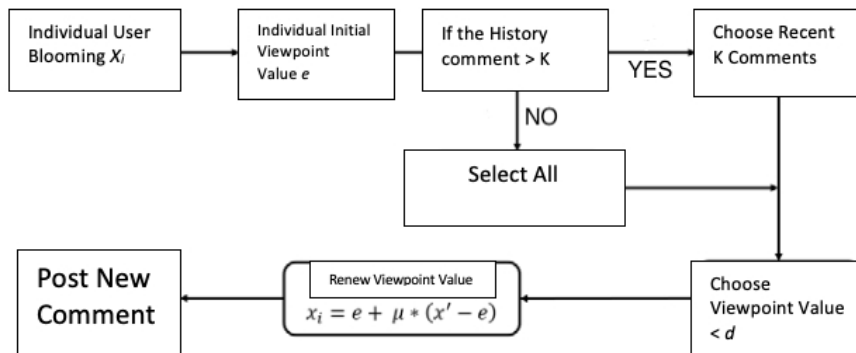 Individual User
Blooming Xi
Individual Initial
Viewpoint
Value e
If the History
comment > K
YES
Choose Recent
K Comments
NO
Select All
Post New
Comment
Renew Viewpoint Value
xᵢ = e + μ * (x′ − e)
Choose
Viewpoint Value
< d